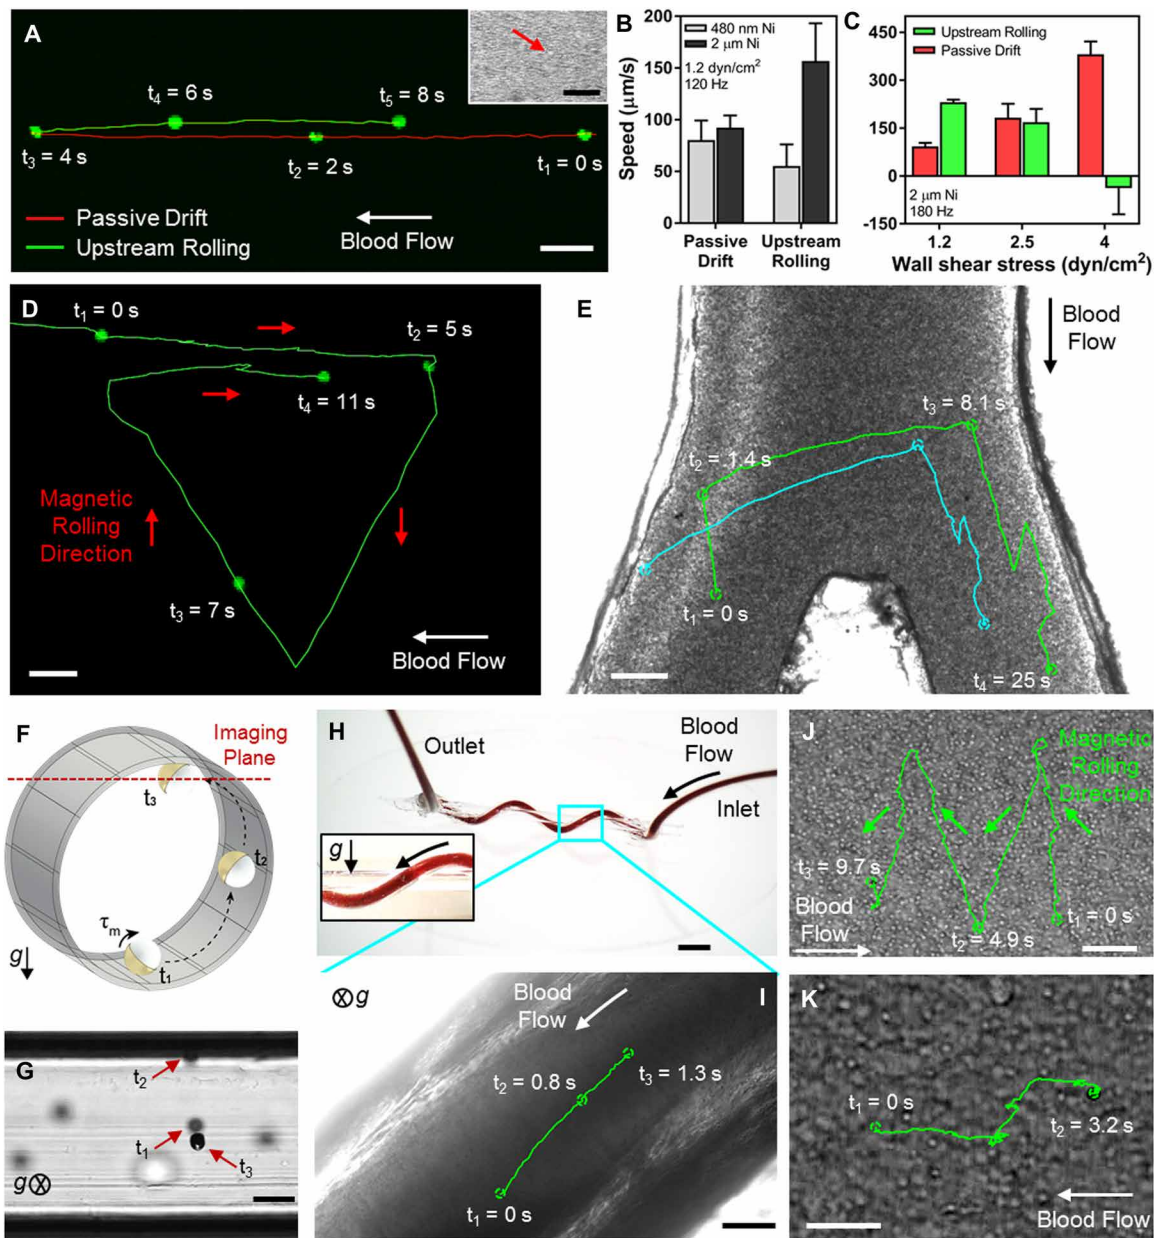 A
t4 = 6 s
t5 = 8 s
t3 = 4 s
t2 = 2 s
t1 = 0 s
Passive Drift
Upstream Rolling
Blood Flow
B
Speed (μm/s)
200
150
100
50
0
480 nm Ni
2 μm Ni
1.2 dyn/cm²
120 Hz
Passive
Drift
Upstream
Rolling
C
450
300
150
0
-150
Upstream Rolling
Passive Drift
2 μm Ni
180 Hz
1.2
2.5
4
Wall shear stress (dyn/cm²)
D
t1 = 0 s
t2 = 5 s
t4 = 11 s
Magnetic
Rolling
Direction
t3 = 7 s
Blood Flow
E
Blood
Flow
t3 = 8.1 s
t2 = 1.4 s
t1 = 0 s
t4 = 25 s
F
Imaging
Plane
t3
t2
τm
t1
g
G
t2
t1
t3
g
H
Outlet
Blood
Flow
Inlet
g
I
g
Blood
Flow
t2 = 0.8 s
t3 = 1.3 s
t1 = 0 s
J
Magnetic
Rolling
Direction
t3 = 9.7 s
Blood
Flow
t2 = 4.9 s
t1 = 0 s
K
t1 = 0 s
t2 = 3.2 s
Blood Flow